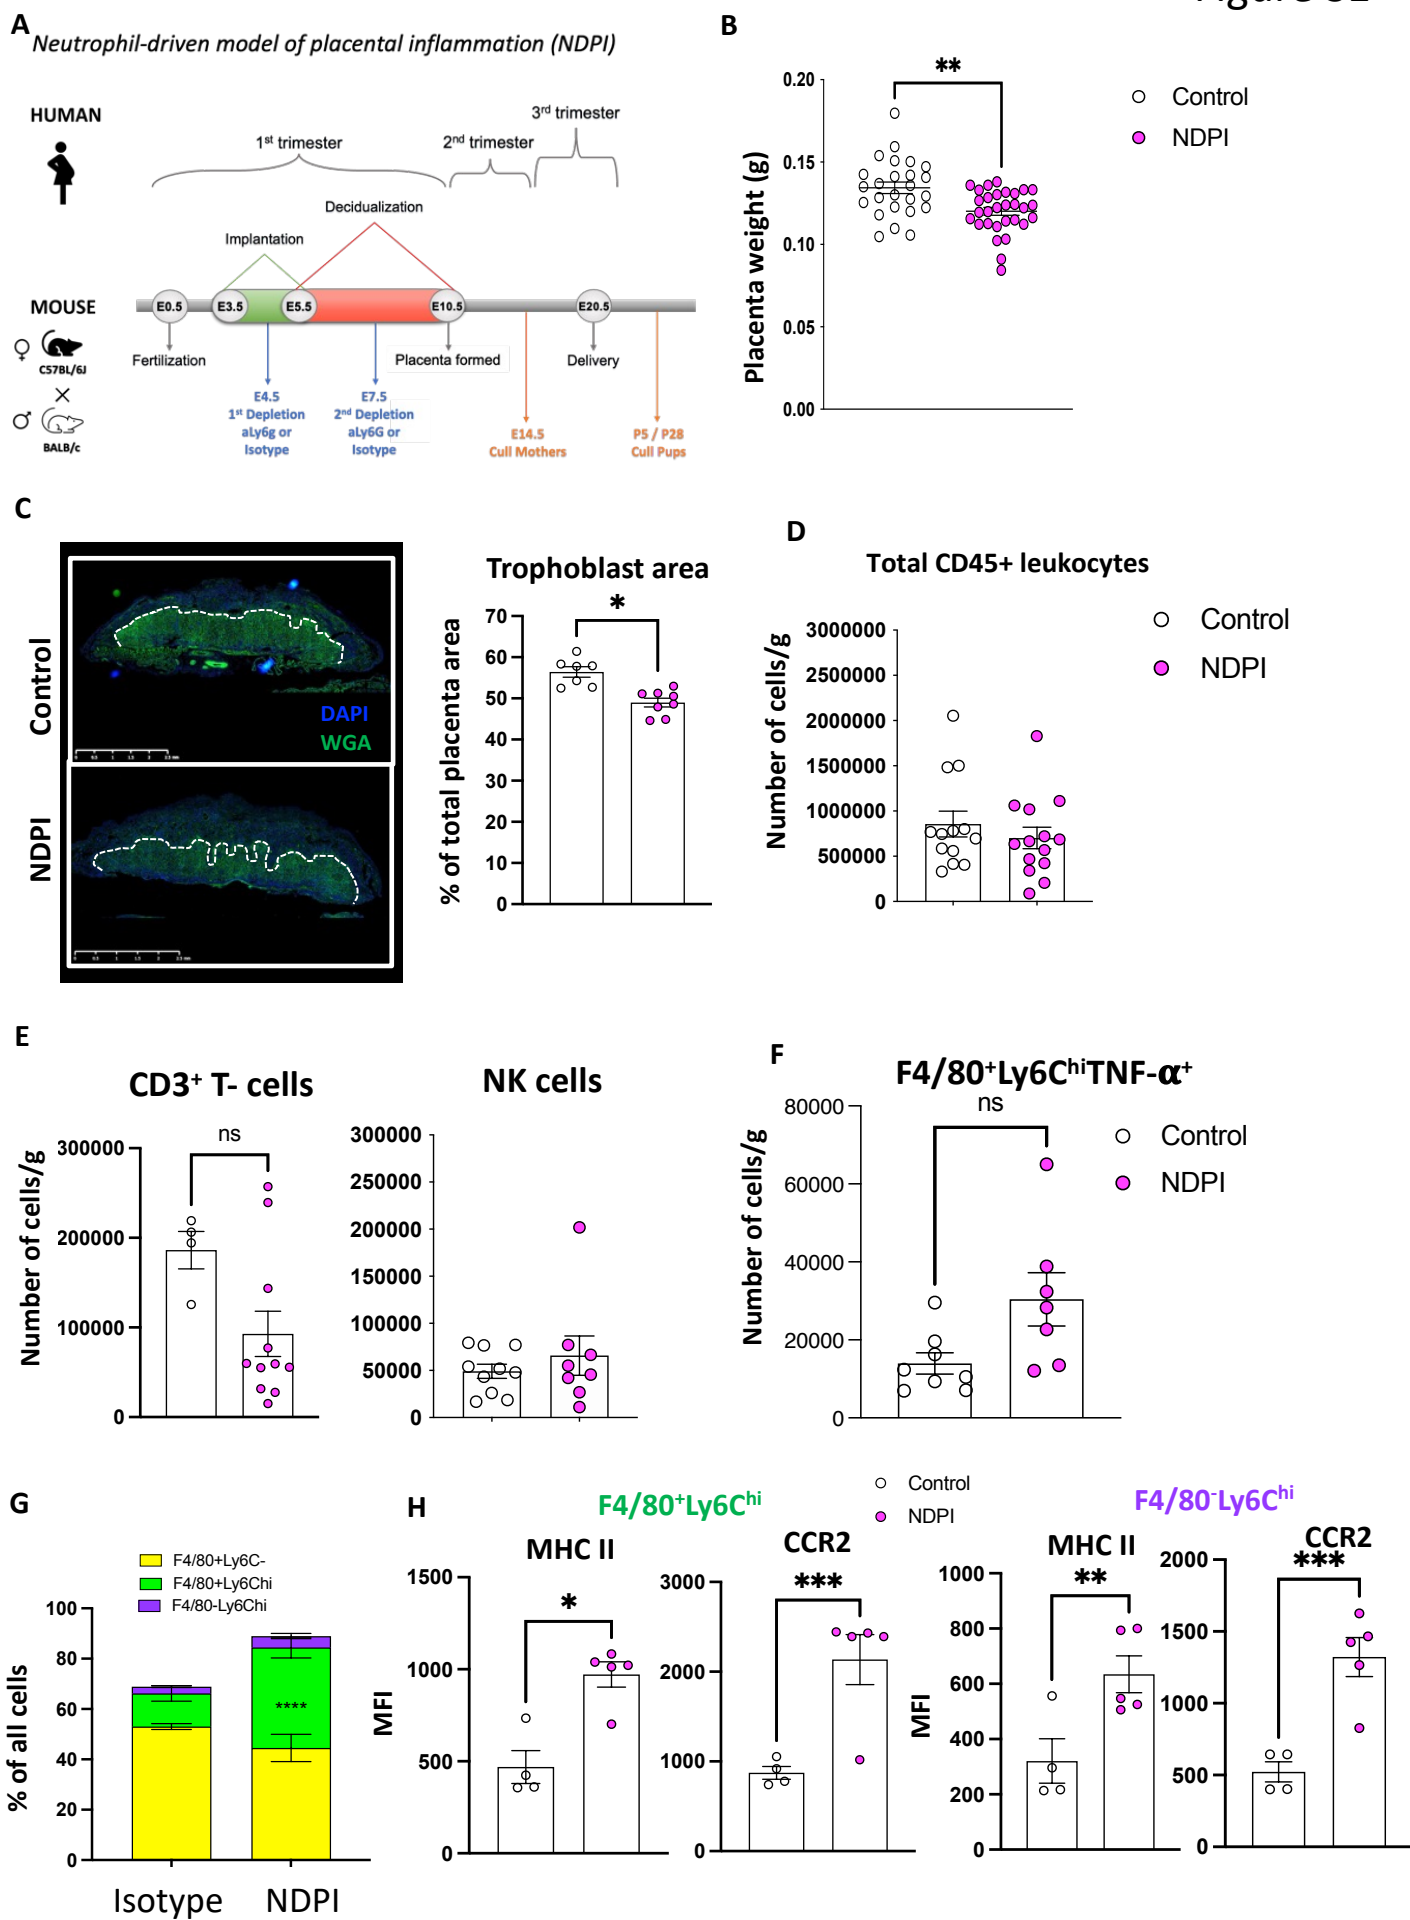 A
Neutrophil-driven model of placental inflammation (NDPI)
HUMAN
1st trimester
2nd trimester
3rd trimester
Decidualization
Implantation
MOUSE
E0.5
E3.5
E5.5
E10.5
E20.5
Fertilization
Placenta formed
Delivery
♀
C57BL/6J
×
♂
BALB/c
E4.5
1st Depletion
aLy6g or
Isotype
E7.5
2nd Depletion
aLy6G or
Isotype
E14.5
Cull Mothers
P5 / P28
Cull Pups
B
Placenta weight (g)
0.20
0.15
0.10
0.05
0.00
**
Control
NDPI
C
Control
NDPI
DAPI
WGA
Trophoblast area
% of total placenta area
70
60
50
40
30
20
10
0
*
D
Total CD45+ leukocytes
Number of cells/g
3000000
2500000
2000000
1500000
1000000
500000
0
Control
NDPI
E
CD3+ T- cells
Number of cells/g
300000
200000
100000
0
ns
NK cells
300000
250000
200000
150000
100000
50000
0
F
F4/80+Ly6ChiTNF-α+
Number of cells/g
80000
60000
40000
20000
0
ns
Control
NDPI
G
F4/80+Ly6C-
F4/80+Ly6Chi
F4/80-Ly6Chi
% of all cells
100
80
60
40
20
0
****
Isotype
NDPI
H
F4/80+Ly6Chi
Control
NDPI
F4/80-Ly6Chi
MHC II
MFI
1500
1000
500
0
*
CCR2
3000
2000
1000
0
***
MHC II
MFI
1000
800
600
400
200
0
**
CCR2
2000
1500
1000
500
0
***